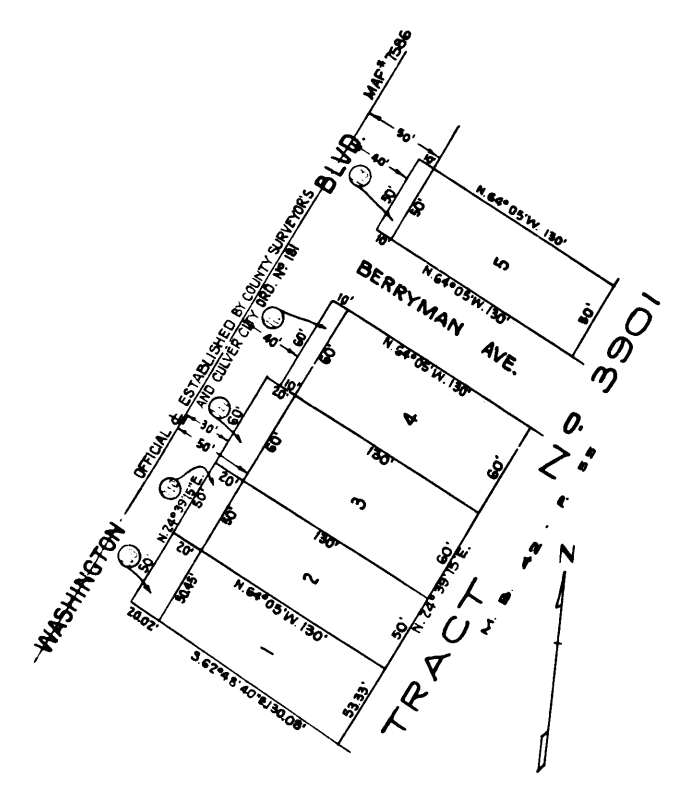 MAP # 7586
50'
WASHINGTON BLVD.
40'
10'
30'
50'
10'
N. 64° 05' W. 130'
5
N. 64° 05' W. 130'
50'
BERRYMAN AVE.
OFFICIAL ℄ ESTABLISHED BY COUNTY SURVEYOR'S
AND CULVER CITY ORD. Nº 181
10'
40'
60'
60'
N. 64° 05' W. 130'
4
60'
20'
10'
30'
60'
50'
60'
130'
3
60'
20'
N. 24° 39' 15" E.
50'
50'
130'
2
N. 24° 39' 15" E.
50'
20'
50'
50.45'
N. 64° 05' W. 130'
1
53.33'
20.02'
S. 62° 48' 40" E. 130.08'
TRACT NO. 3901
M. B. 42 . P.
N